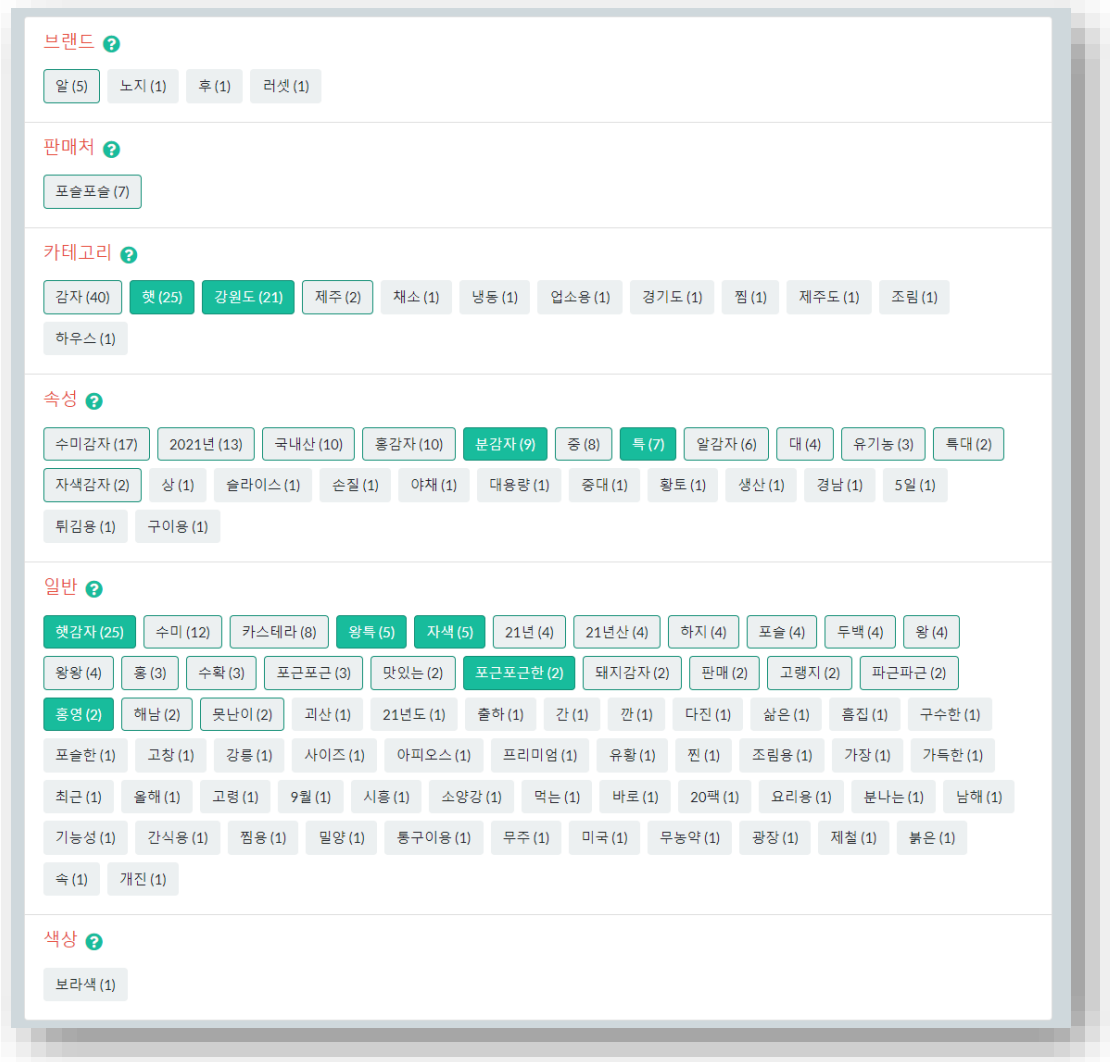 브랜드 ?
알 (5) 노지 (1) 후 (1) 러셋 (1)
판매처 ?
포슬포슬 (7)
카테고리 ?
감자 (40) 햇 (25) 강원도 (21) 제주 (2) 채소 (1) 냉동 (1) 업소용 (1) 경기도 (1) 찜 (1) 제주도 (1) 조림 (1)
하우스 (1)
속성 ?
수미감자 (17) 2021년 (13) 국내산 (10) 홍감자 (10) 분감자 (9) 중 (8) 특 (7) 알감자 (6) 대 (4) 유기농 (3) 특대 (2)
자색감자 (2) 상 (1) 슬라이스 (1) 손질 (1) 야채 (1) 대용량 (1) 중대 (1) 황토 (1) 생산 (1) 경남 (1) 5일 (1)
튀김용 (1) 구이용 (1)
일반 ?
햇감자 (25) 수미 (12) 카스테라 (8) 왕특 (5) 자색 (5) 21년 (4) 21년산 (4) 하지 (4) 포슬 (4) 두백 (4) 왕 (4)
왕왕 (4) 홍 (3) 수확 (3) 포근포근 (3) 맛있는 (2) 포근포근한 (2) 돼지감자 (2) 판매 (2) 고랭지 (2) 파근파근 (2)
홍영 (2) 해남 (2) 못난이 (2) 괴산 (1) 21년도 (1) 출하 (1) 간 (1) 깐 (1) 다진 (1) 삶은 (1) 흠집 (1) 구수한 (1)
포슬한 (1) 고창 (1) 강릉 (1) 사이즈 (1) 아피오스 (1) 프리미엄 (1) 유황 (1) 찐 (1) 조림용 (1) 가장 (1) 가득한 (1)
최근 (1) 올해 (1) 고령 (1) 9월 (1) 시흥 (1) 소양강 (1) 먹는 (1) 바로 (1) 20팩 (1) 요리용 (1) 분나는 (1) 남해 (1)
기능성 (1) 간식용 (1) 찜용 (1) 밀양 (1) 통구이용 (1) 무주 (1) 미국 (1) 무농약 (1) 광장 (1) 제철 (1) 붉은 (1)
속 (1) 개진 (1)
색상 ?
보라색 (1)